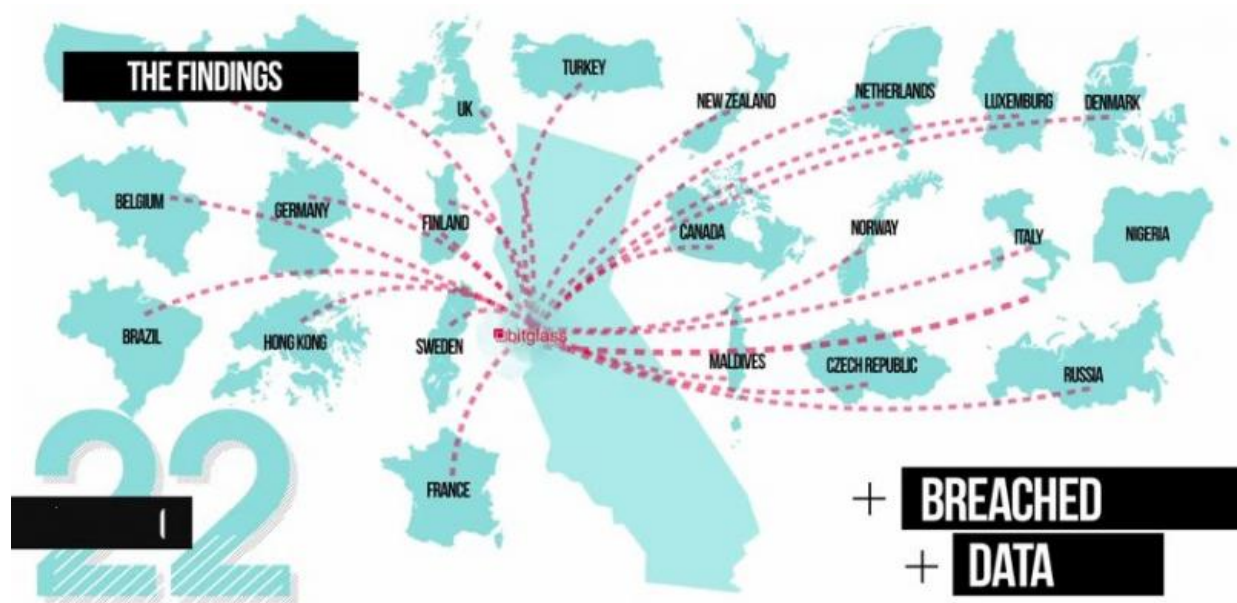 THE FINDINGS
UK
TURKEY
NEW ZEALAND
NETHERLANDS
LUXEMBURG
DENMARK
BELGIUM
GERMANY
FINLAND
CANADA
NORWAY
ITALY
NIGERIA
BRAZIL
HONG KONG
SWEDEN
bitglass
MALDIVES
CZECH REPUBLIC
RUSSIA
22
FRANCE
+ BREACHED
+ DATA